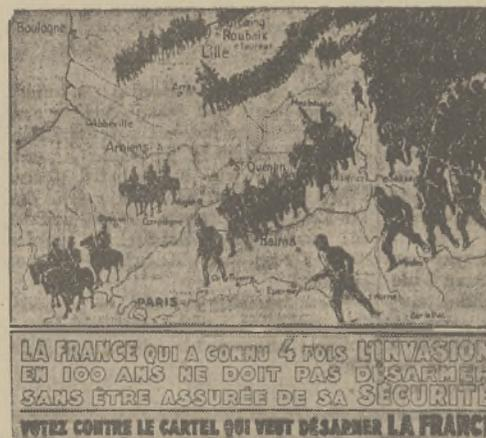 Boulogne
Roubaix
Lille
Arras
Abbeville
Amiens
St Quentin
Compiègne
Reims
Epernay
PARIS
LA FRANCE QUI A CONNU 4 FOIS L'INVASION
EN 100 ANS NE DOIT PAS DÉSARMER
SANS ÊTRE ASSURÉE DE SA SÉCURITÉ
VOTEZ CONTRE LE CARTEL QUI VEUT DÉSARMER LA FRANCE